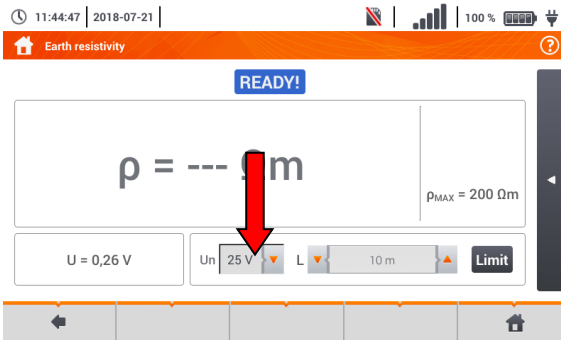 11:44:47 2018-07-21 100 %
Earth resistivity ?
READY!
ρ = --- Ωm
ρMAX = 200 Ωm
U = 0,26 V
Un 25 V L 10 m Limit